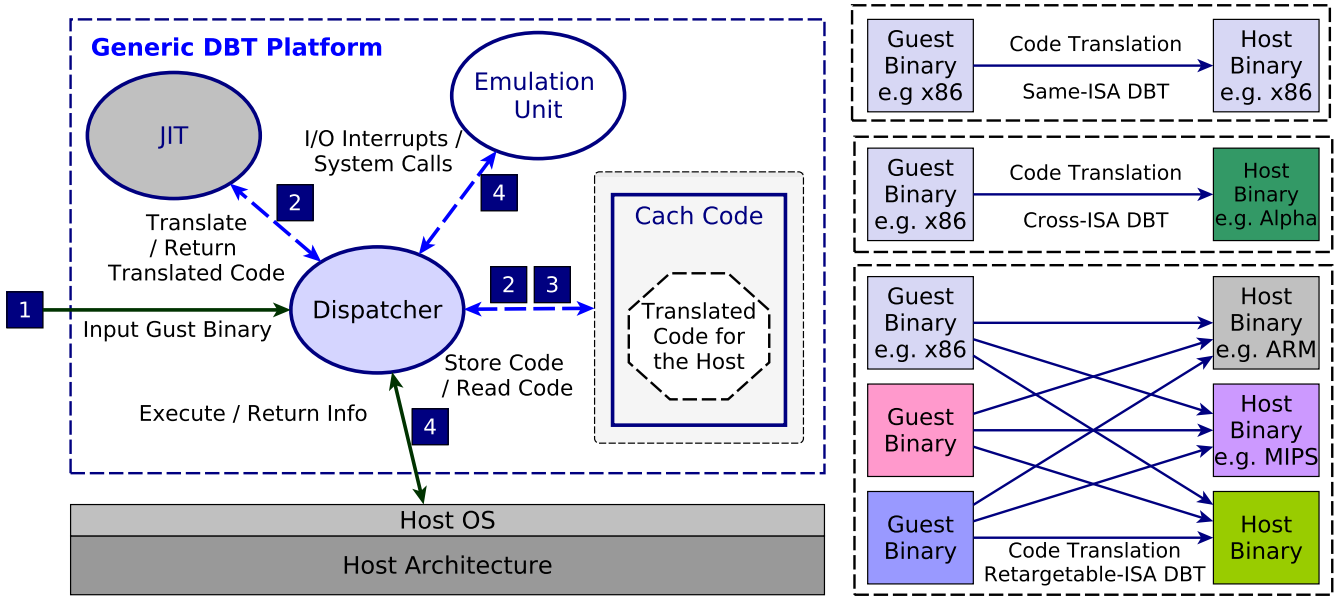 Generic DBT Platform
JIT
Emulation
Unit
I/O Interrupts /
System Calls
2
4
Translate
/ Return
Translated Code
Cach Code
Translated
Code for
the Host
1
Input Gust Binary
Dispatcher
2
3
Store Code
/ Read Code
Execute / Return Info
4
Host OS
Host Architecture
Guest
Binary
e.g x86
Code Translation
Same-ISA DBT
Host
Binary
e.g. x86
Guest
Binary
e.g. x86
Code Translation
Cross-ISA DBT
Host
Binary
e.g. Alpha
Guest
Binary
e.g. x86
Host
Binary
e.g. ARM
Guest
Binary
Host
Binary
e.g. MIPS
Guest
Binary
Host
Binary
Code Translation
Retargetable-ISA DBT